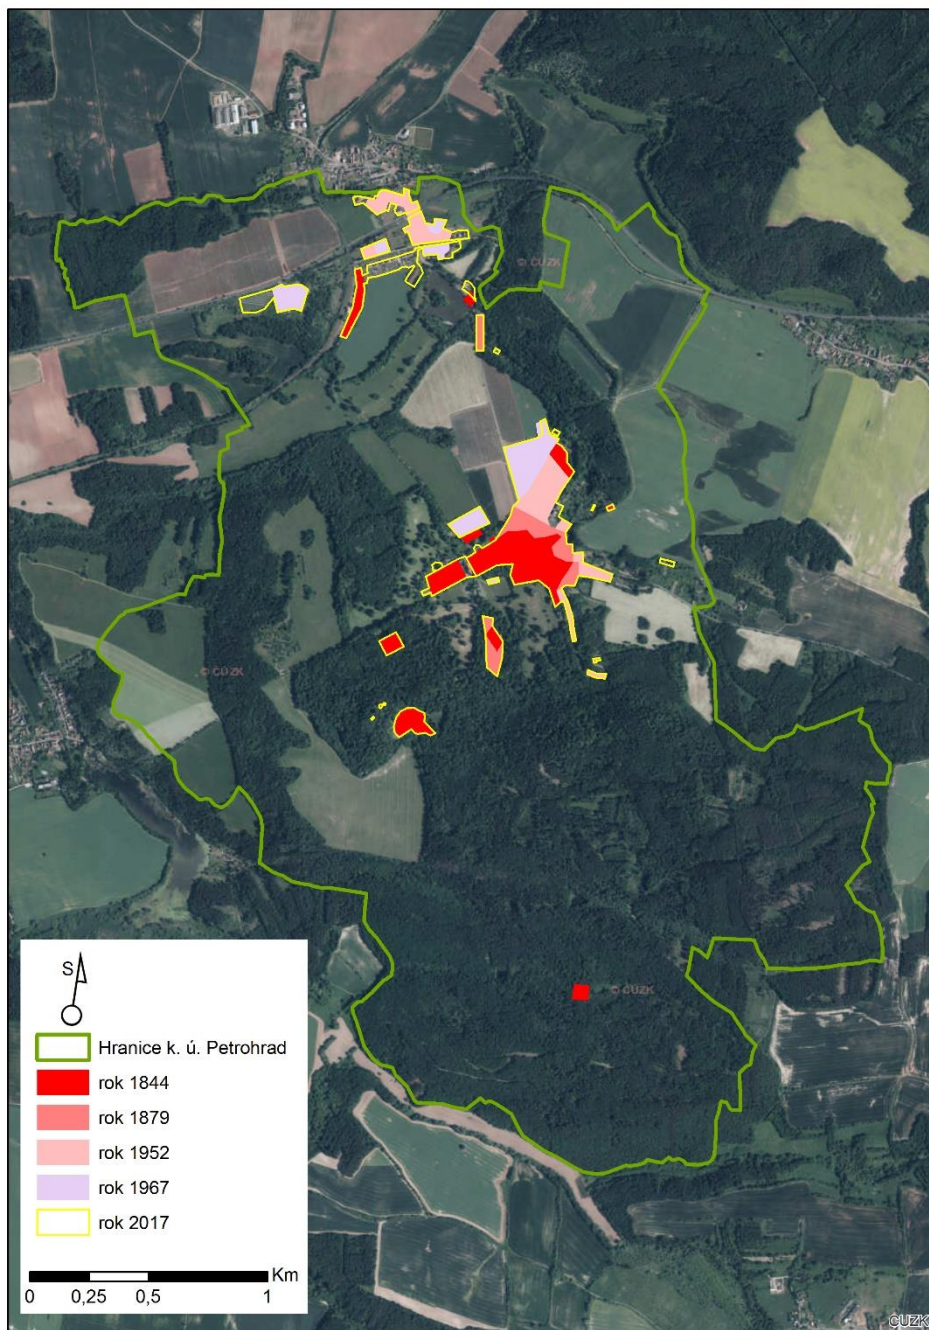 © ČÚZK
© ČÚZK
© ČÚZK
S
Hranice k. ú. Petrohrad
rok 1844
rok 1879
rok 1952
rok 1967
rok 2017
Km
0 0,25 0,5 1
ČÚZK